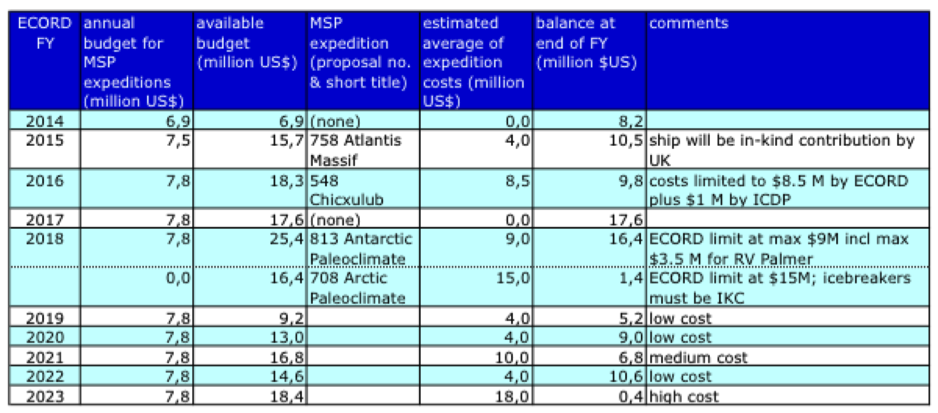 ECORD FY | annual budget for MSP expeditions (million US$) | available budget (million US$) | MSP expedition (proposal no. & short title) | estimated average of expedition costs (million US$) | balance at end of FY (million $US) | comments
2014 | 6,9 | 6,9 | (none) | 0,0 | 8,2 |
2015 | 7,5 | 15,7 | 758 Atlantis Massif | 4,0 | 10,5 | ship will be in-kind contribution by UK
2016 | 7,8 | 18,3 | 548 Chicxulub | 8,5 | 9,8 | costs limited to $8.5 M by ECORD plus $1 M by ICDP
2017 | 7,8 | 17,6 | (none) | 0,0 | 17,6 |
2018 | 7,8 | 25,4 | 813 Antarctic Paleoclimate | 9,0 | 16,4 | ECORD limit at max $9M incl max $3.5 M for RV Palmer
| 0,0 | 16,4 | 708 Arctic Paleoclimate | 15,0 | 1,4 | ECORD limit at $15M; icebreakers must be IKC
2019 | 7,8 | 9,2 | | 4,0 | 5,2 | low cost
2020 | 7,8 | 13,0 | | 4,0 | 9,0 | low cost
2021 | 7,8 | 16,8 | | 10,0 | 6,8 | medium cost
2022 | 7,8 | 14,6 | | 4,0 | 10,6 | low cost
2023 | 7,8 | 18,4 | | 18,0 | 0,4 | high cost